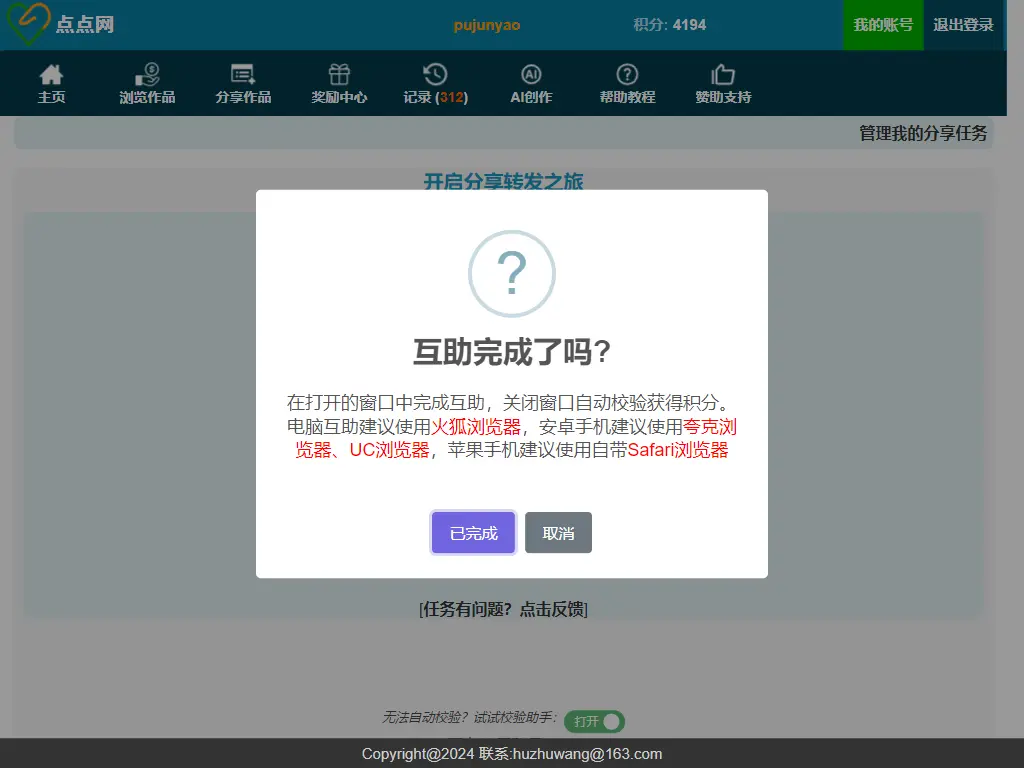 点点网
pujunyao
积分: 4194
我的账号
退出登录
主页
浏览作品
分享作品
奖励中心
记录 (312)
AI创作
帮助教程
赞助支持
管理我的分享任务
开启分享转发之旅
?
互助完成了吗?
在打开的窗口中完成互助，关闭窗口自动校验获得积分。
电脑互助建议使用火狐浏览器，安卓手机建议使用夸克浏
览器、UC浏览器，苹果手机建议使用自带Safari浏览器
已完成
取消
[任务有问题？点击反馈]
无法自动校验？试试校验助手：
打开
Copyright@2024 联系:huzhuwang@163.com